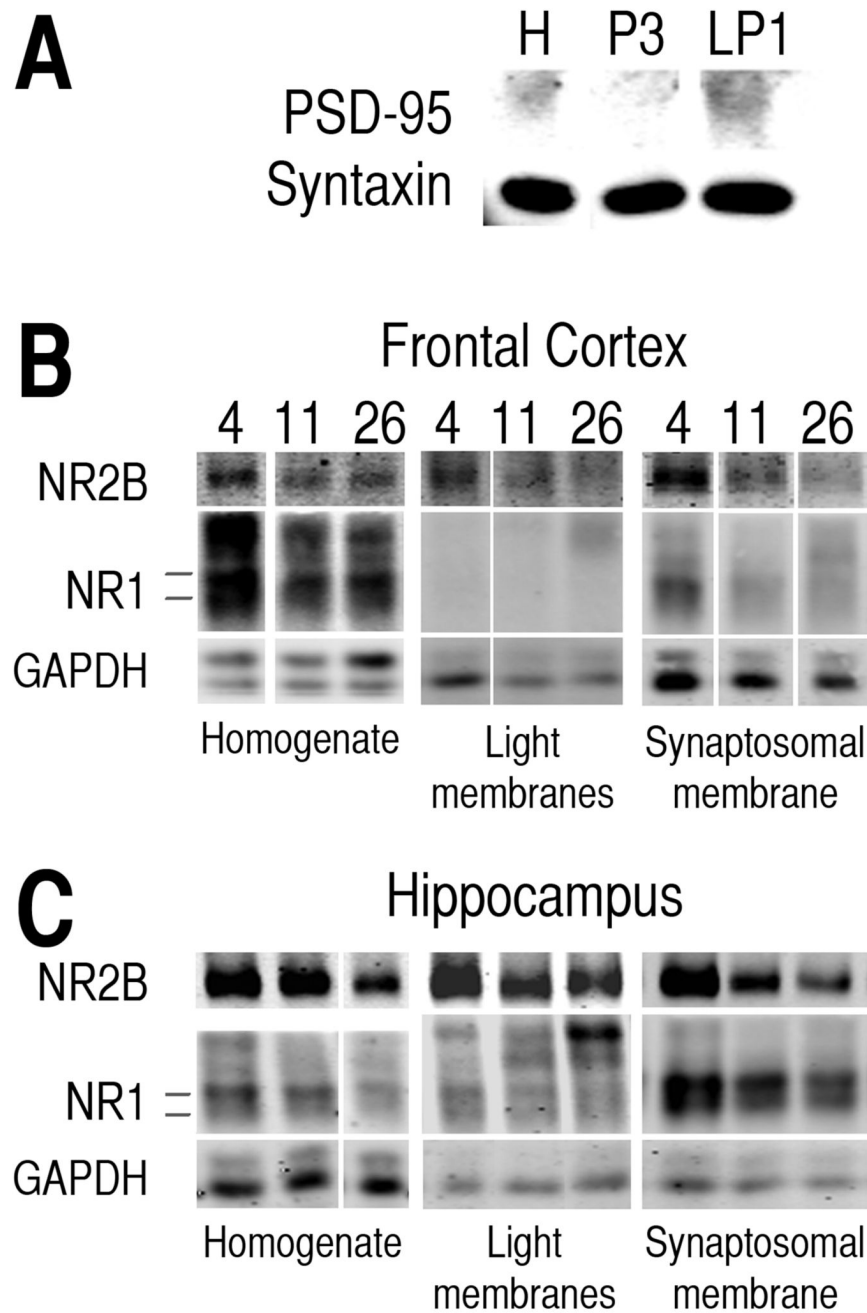 A
H P3 LP1
PSD-95
Syntaxin
B
Frontal Cortex
4 11 26 4 11 26 4 11 26
NR2B
NR1
GAPDH
Homogenate Light membranes Synaptosomal membrane
C
Hippocampus
NR2B
NR1
GAPDH
Homogenate Light membranes Synaptosomal membrane